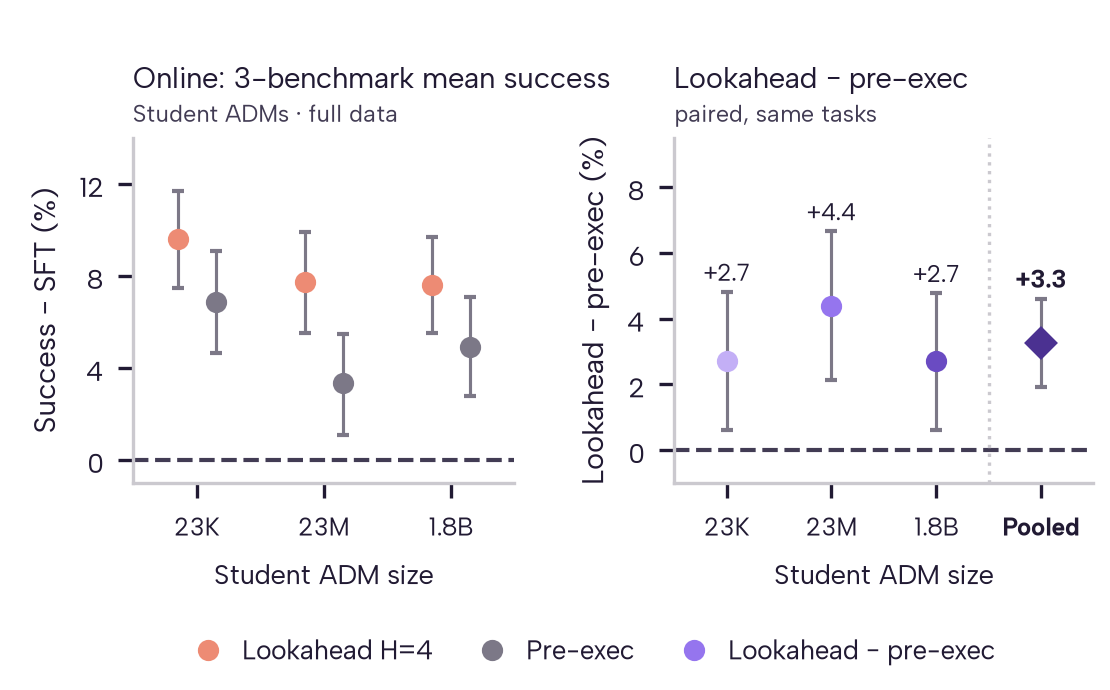 Online: 3-benchmark mean success
Student ADMs · full data
Success - SFT (%)
12
8
4
0
23K
23M
1.8B
Student ADM size
Lookahead - pre-exec
paired, same tasks
Lookahead - pre-exec (%)
8
6
4
2
0
+2.7
+4.4
+2.7
+3.3
23K
23M
1.8B
Pooled
Student ADM size
Lookahead H=4
Pre-exec
Lookahead - pre-exec